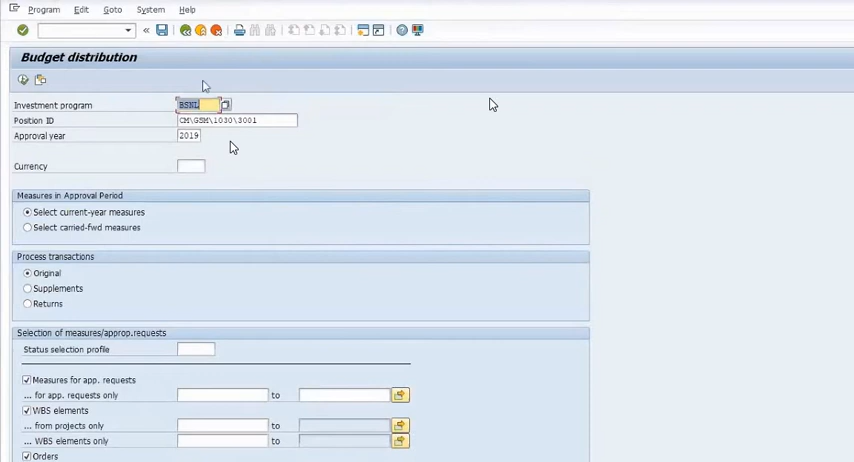 Program Edit Goto System Help
Budget distribution
Investment program BSNL
Position ID CM\GSM\1030\3001
Approval year 2019
Currency
Measures in Approval Period
Select current-year measures
Select carried-fwd measures
Process transactions
Original
Supplements
Returns
Selection of measures/approp.requests
Status selection profile
Measures for app. requests
... for app. requests only to
WBS elements
... from projects only to
... WBS elements only to
Orders